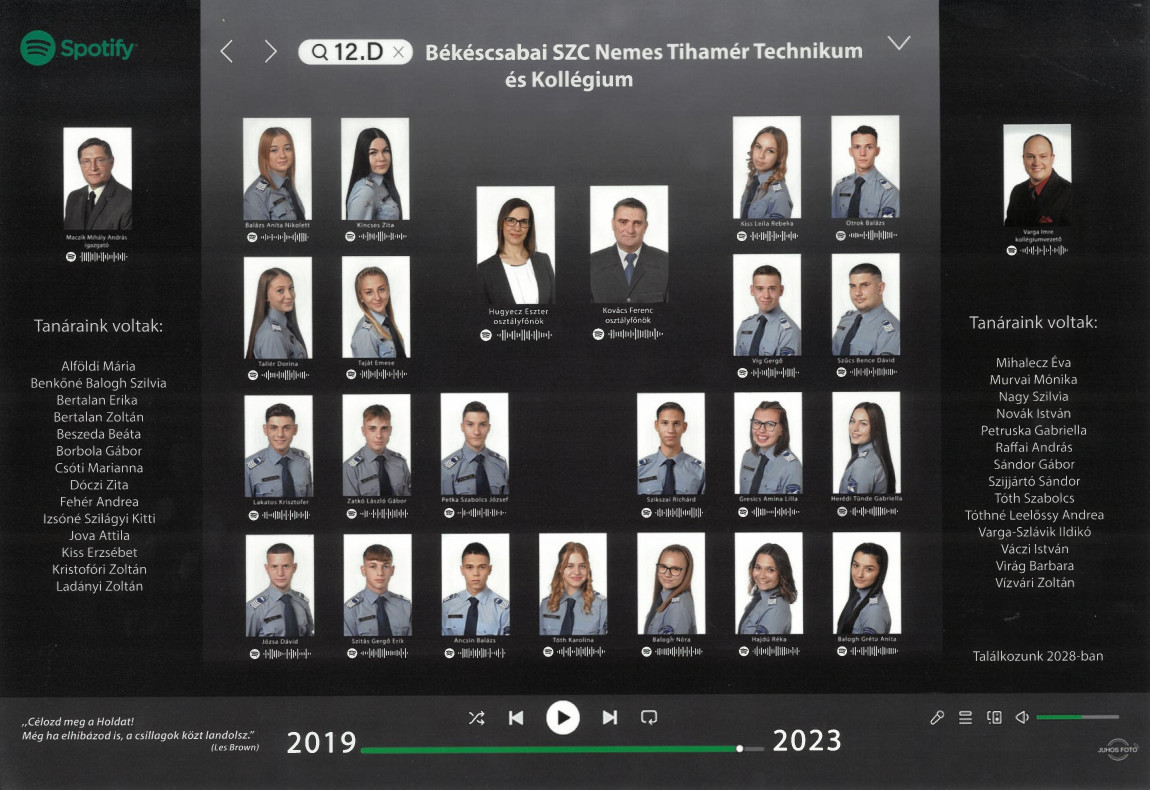 Spotify
12.D
Békéscsabai SZC Nemes Tihamér Technikum
és Kollégium
Maczik Mihály András
igazgató
Balázs Anita Nikolett
Kincses Zita
Hugyecz Eszter
osztályfőnök
Kovács Ferenc
osztályfőnök
Kiss Leila Rebeka
Otrok Balázs
Varga Imre
kollégiumvezető
Tallér Dorina
Taját Emese
Víg Gergő
Szűcs Bence Dávid
Lakatos Krisztofer
Zatkó László Gábor
Petka Szabolcs József
Szikszai Richárd
Gresics Amina Lilla
Herédi Tünde Gabriella
Józsa Dávid
Szitás Gergő Erik
Ancsin Balázs
Tóth Karolina
Balogh Nóra
Hajdú Réka
Balogh Gréta Anita
Tanáraink voltak:
Alföldi Mária
Benkőné Balogh Szilvia
Bertalan Erika
Bertalan Zoltán
Beszeda Beáta
Borbola Gábor
Csóti Marianna
Dóczi Zita
Fehér Andrea
Izsóné Szilágyi Kitti
Jova Attila
Kiss Erzsébet
Kristofóri Zoltán
Ladányi Zoltán
Tanáraink voltak:
Mihalecz Éva
Murvai Mónika
Nagy Szilvia
Novák István
Petruska Gabriella
Raffai András
Sándor Gábor
Szijjártó Sándor
Tóth Szabolcs
Tóthné Leelőssy Andrea
Varga-Szlávik Ildikó
Váczi István
Virág Barbara
Vízvári Zoltán
Találkozunk 2028-ban
,,Célozd meg a Holdat!
Még ha elhibázod is, a csillagok közt landolsz."
(Les Brown)
2019
2023
JUHOS FOTÓ